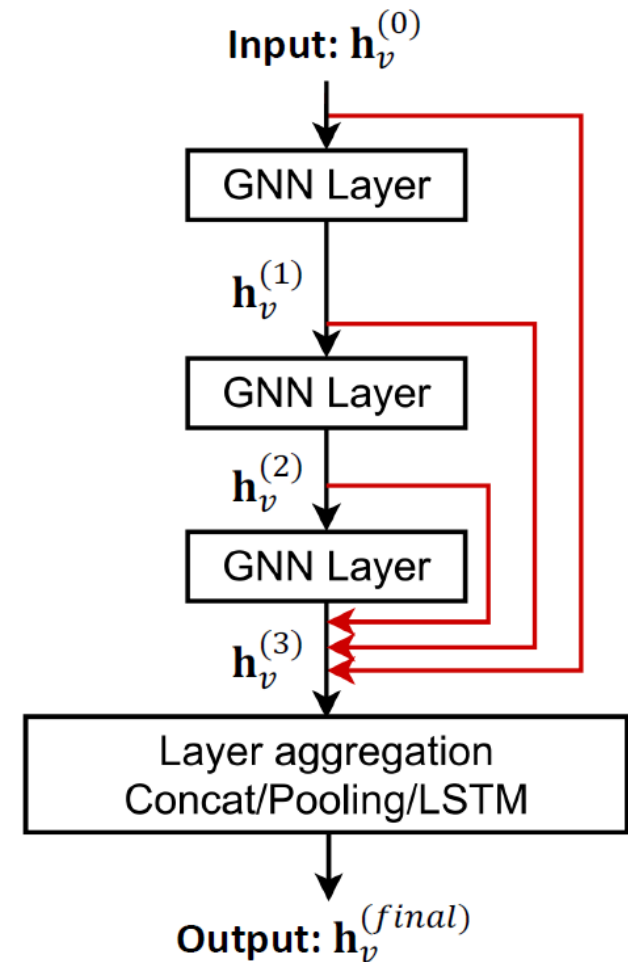 Input: h_v^(0)
GNN Layer
h_v^(1)
GNN Layer
h_v^(2)
GNN Layer
h_v^(3)
Layer aggregation
Concat/Pooling/LSTM
Output: h_v^(final)